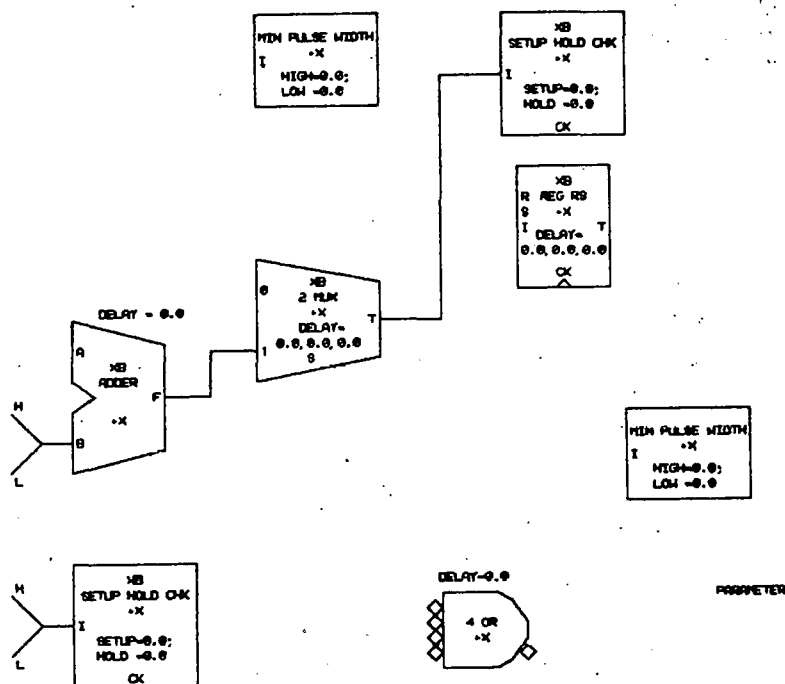 MIN PULSE WIDTH
+X
I
HIGH=0.0;
LOW =0.0
XB
SETUP HOLD CHK
+X
I
SETUP=0.0;
HOLD =0.0
CK
XB
R REG RS
S +X
I T
DELAY=
0.0,0.0,0.0
CK
XB
0 2 MUX
+X
T
DELAY=
1 0.0,0.0,0.0
S
DELAY = 0.0
A
XB
ADDER
F
+X
B
H
L
MIN PULSE WIDTH
+X
I
HIGH=0.0;
LOW =0.0
H
L
XB
SETUP HOLD CHK
+X
I
SETUP=0.0;
HOLD =0.0
CK
DELAY=0.0
4 OR
+X
PARAMETER